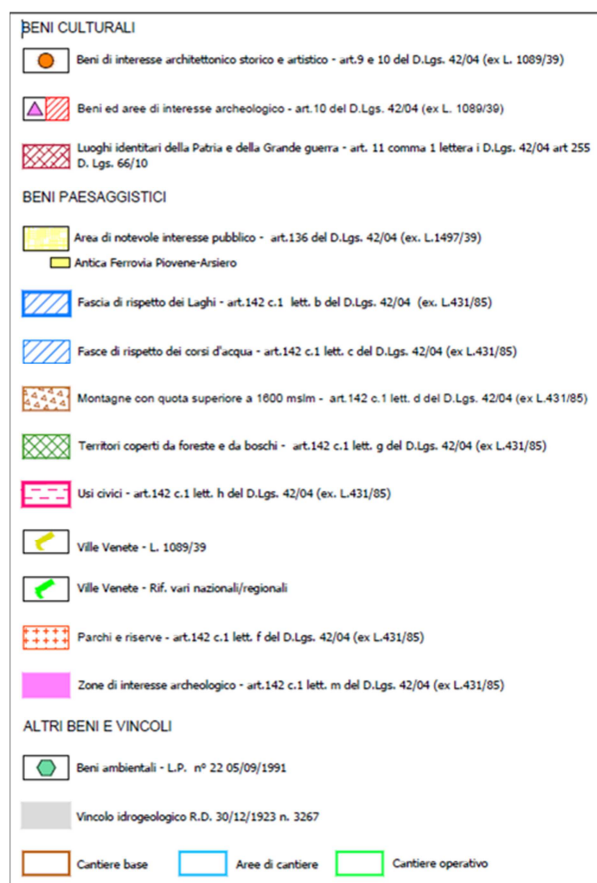 BENI CULTURALI
Beni di interesse architettonico storico e artistico - art.9 e 10 del D.Lgs. 42/04 (ex L. 1089/39)
Beni ed aree di interesse archeologico - art.10 del D.Lgs. 42/04 (ex L. 1089/39)
Luoghi identitari della Patria e della Grande guerra - art. 11 comma 1 lettera i D.Lgs. 42/04 art 255
D. Lgs. 66/10
BENI PAESAGGISTICI
Area di notevole interesse pubblico - art.136 del D.Lgs. 42/04 (ex. L.1497/39)
Antica Ferrovia Piovene-Arsiero
Fascia di rispetto dei Laghi - art.142 c.1 lett. b del D.Lgs. 42/04 (ex. L.431/85)
Fasce di rispetto dei corsi d'acqua - art.142 c.1 lett. c del D.Lgs. 42/04 (ex L.431/85)
Montagne con quota superiore a 1600 mslm - art.142 c.1 lett. d del D.Lgs. 42/04 (ex L.431/85)
Territori coperti da foreste e da boschi - art.142 c.1 lett. g del D.Lgs. 42/04 (ex L.431/85)
Usi civici - art.142 c.1 lett. h del D.Lgs. 42/04 (ex. L.431/85)
Ville Venete - L. 1089/39
Ville Venete - Rif. vari nazionali/regionali
Parchi e riserve - art.142 c.1 lett. f del D.Lgs. 42/04 (ex L.431/85)
Zone di interesse archeologico - art.142 c.1 lett. m del D.Lgs. 42/04 (ex L.431/85)
ALTRI BENI E VINCOLI
Beni ambientali - L.P. nº 22 05/09/1991
Vincolo idrogeologico R.D. 30/12/1923 n. 3267
Cantiere base Aree di cantiere Cantiere operativo